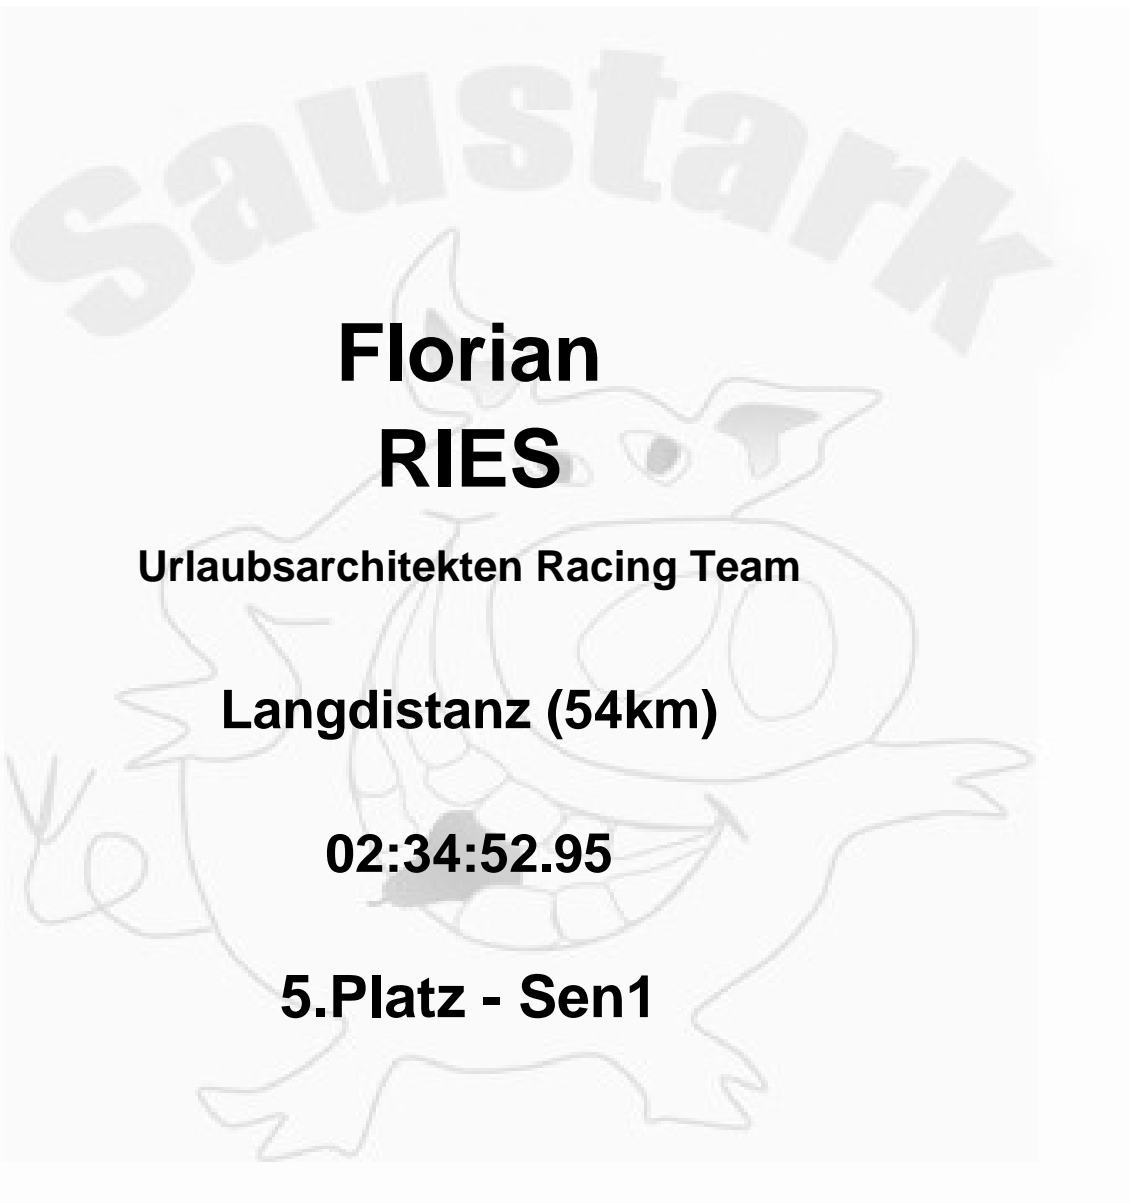 Saustark
Florian
RIES
Urlaubsarchitekten Racing Team
Langdistanz (54km)
02:34:52.95
5.Platz - Sen1